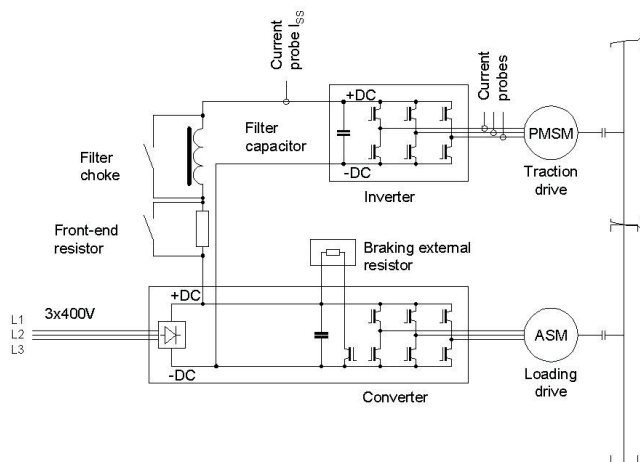 Current
probe I_SS
+DC
Filter
capacitor
-DC
Inverter
Current
probes
PMSM
Traction
drive
Filter
choke
Front-end
resistor
Braking external
resistor
3x400V
L1
L2
L3
+DC
-DC
Converter
ASM
Loading
drive